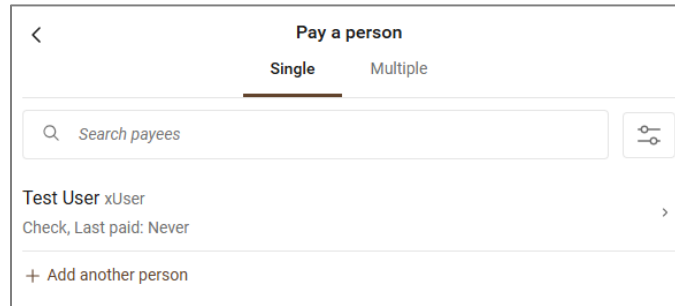 Pay a person
Single Multiple
Search payees
Test User xUser
Check, Last paid: Never
+ Add another person